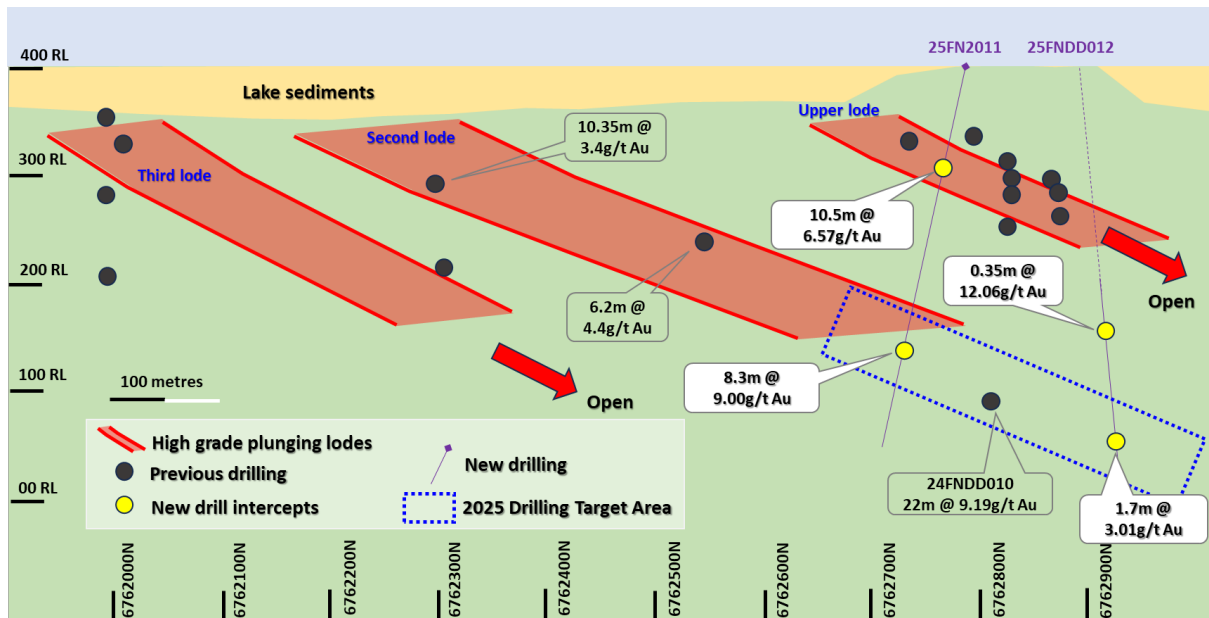 25FN2011
25FNDD012
400 RL
Lake sediments
Upper lode
10.35m @
3.4g/t Au
Second lode
300 RL
Third lode
10.5m @
6.57g/t Au
0.35m @
12.06g/t Au
200 RL
6.2m @
4.4g/t Au
Open
100 RL
100 metres
8.3m @
9.00g/t Au
Open
High grade plunging lodes
Previous drilling
New drill intercepts
New drilling
2025 Drilling Target Area
00 RL
24FNDD010
22m @ 9.19g/t Au
1.7m @
3.01g/t Au
6762000N
6762100N
6762200N
6762300N
6762400N
6762500N
6762600N
6762700N
6762800N
6762900N